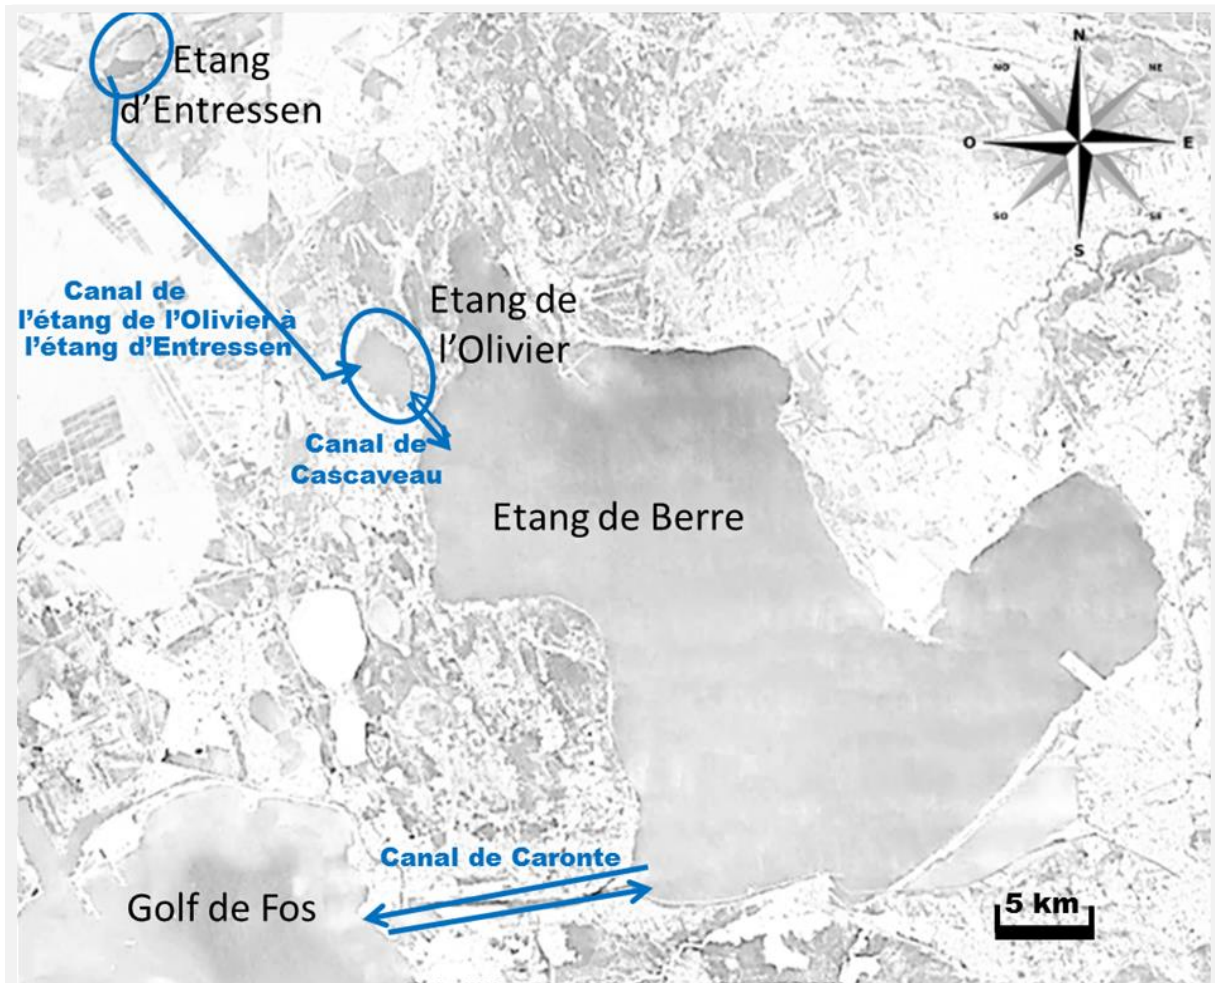 Etang
d'Entressen
N
NO
NE
O
E
SO
SE
S
Canal de
l'étang de l'Olivier à
l'étang d'Entressen
Etang de
l'Olivier
Canal de
Cascaveau
Etang de Berre
Canal de Caronte
Golf de Fos
5 km